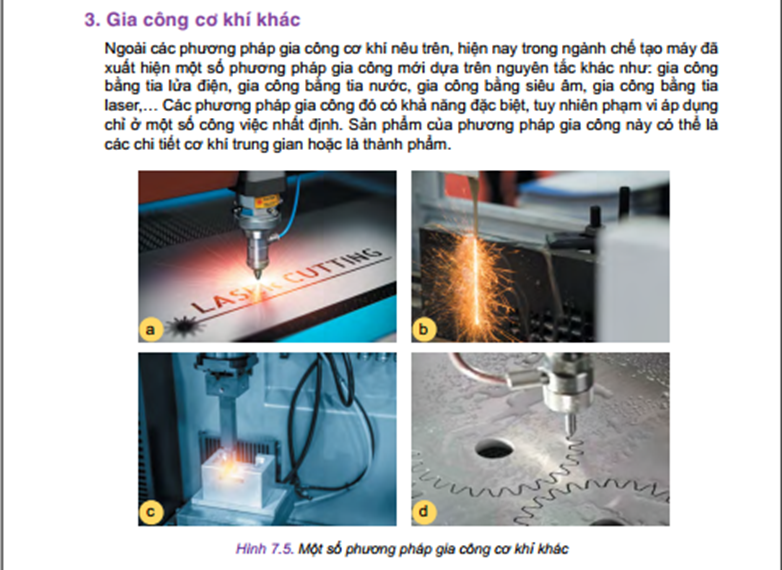 3. Gia công cơ khí khác
Ngoài các phương pháp gia công cơ khí nêu trên, hiện nay trong ngành chế tạo máy đã
xuất hiện một số phương pháp gia công mới dựa trên nguyên tắc khác như: gia công
bằng tia lửa điện, gia công bằng tia nước, gia công bằng siêu âm, gia công bằng tia
laser,... Các phương pháp gia công đó có khả năng đặc biệt, tuy nhiên phạm vi áp dụng
chỉ ở một số công việc nhất định. Sản phẩm của phương pháp gia công này có thể là
các chi tiết cơ khí trung gian hoặc là thành phẩm.
LASER CUTTING
a
b
c
d
Hình 7.5. Một số phương pháp gia công cơ khí khác